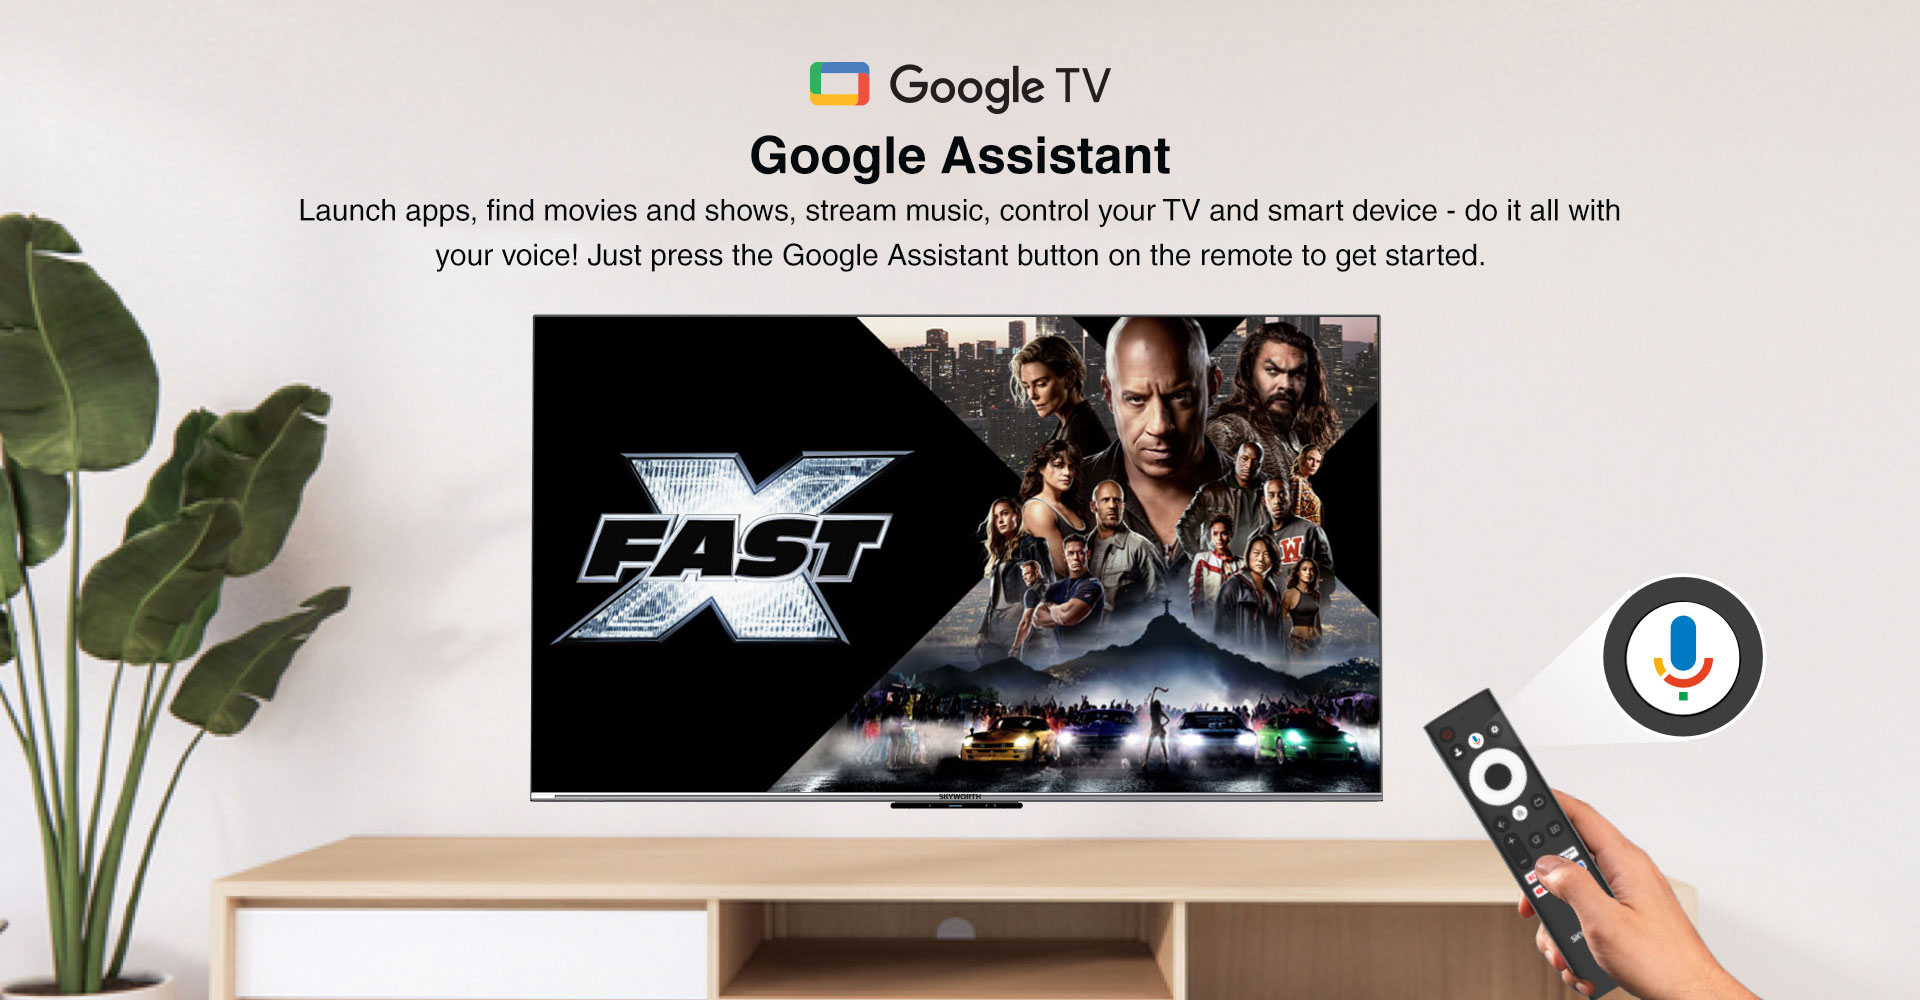 Google TV
Google Assistant
Launch apps, find movies and shows, stream music, control your TV and smart device - do it all with
your voice! Just press the Google Assistant button on the remote to get started.
X
FAST
W
SKYWORTH